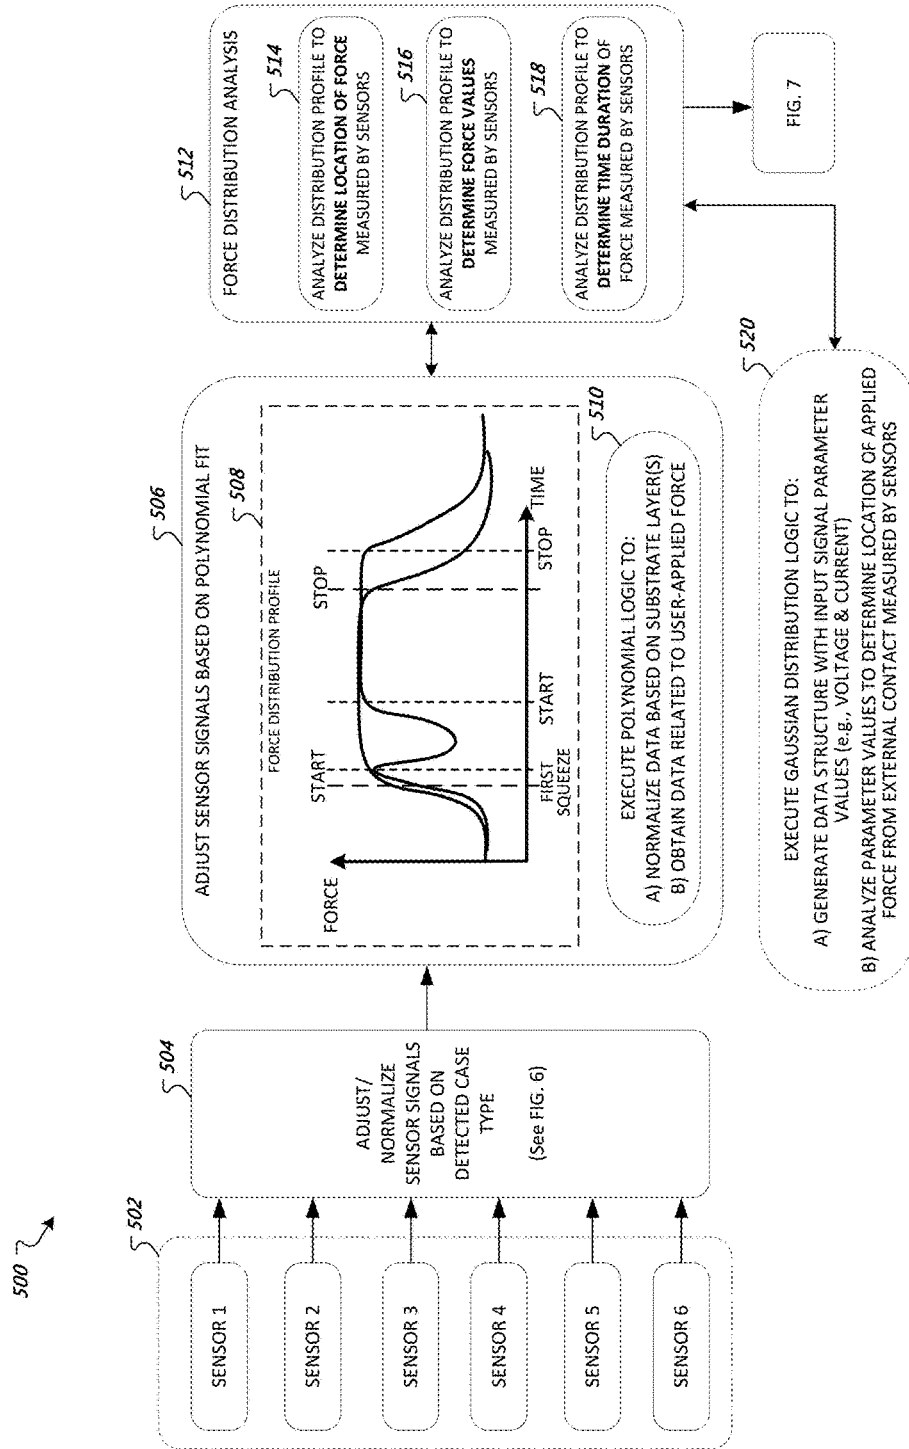 500
502
SENSOR 1
SENSOR 2
SENSOR 3
SENSOR 4
SENSOR 5
SENSOR 6
504
ADJUST/
NORMALIZE
SENSOR SIGNALS
BASED ON
DETECTED CASE
TYPE
(See FIG. 6)
506
ADJUST SENSOR SIGNALS BASED ON POLYNOMIAL FIT
508
FORCE DISTRIBUTION PROFILE
FORCE
START
STOP
FIRST
SQUEEZE
START
STOP
TIME
510
EXECUTE POLYNOMIAL LOGIC TO:
A) NORMALIZE DATA BASED ON SUBSTRATE LAYER(S)
B) OBTAIN DATA RELATED TO USER-APPLIED FORCE
512
FORCE DISTRIBUTION ANALYSIS
514
ANALYZE DISTRIBUTION PROFILE TO
DETERMINE LOCATION OF FORCE
MEASURED BY SENSORS
516
ANALYZE DISTRIBUTION PROFILE TO
DETERMINE FORCE VALUES
MEASURED BY SENSORS
518
ANALYZE DISTRIBUTION PROFILE TO
DETERMINE TIME DURATION OF
FORCE MEASURED BY SENSORS
520
EXECUTE GAUSSIAN DISTRIBUTION LOGIC TO:
A) GENERATE DATA STRUCTURE WITH INPUT SIGNAL PARAMETER
VALUES (e.g., VOLTAGE & CURRENT)
B) ANALYZE PARAMETER VALUES TO DETERMINE LOCATION OF APPLIED
FORCE FROM EXTERNAL CONTACT MEASURED BY SENSORS
FIG. 7